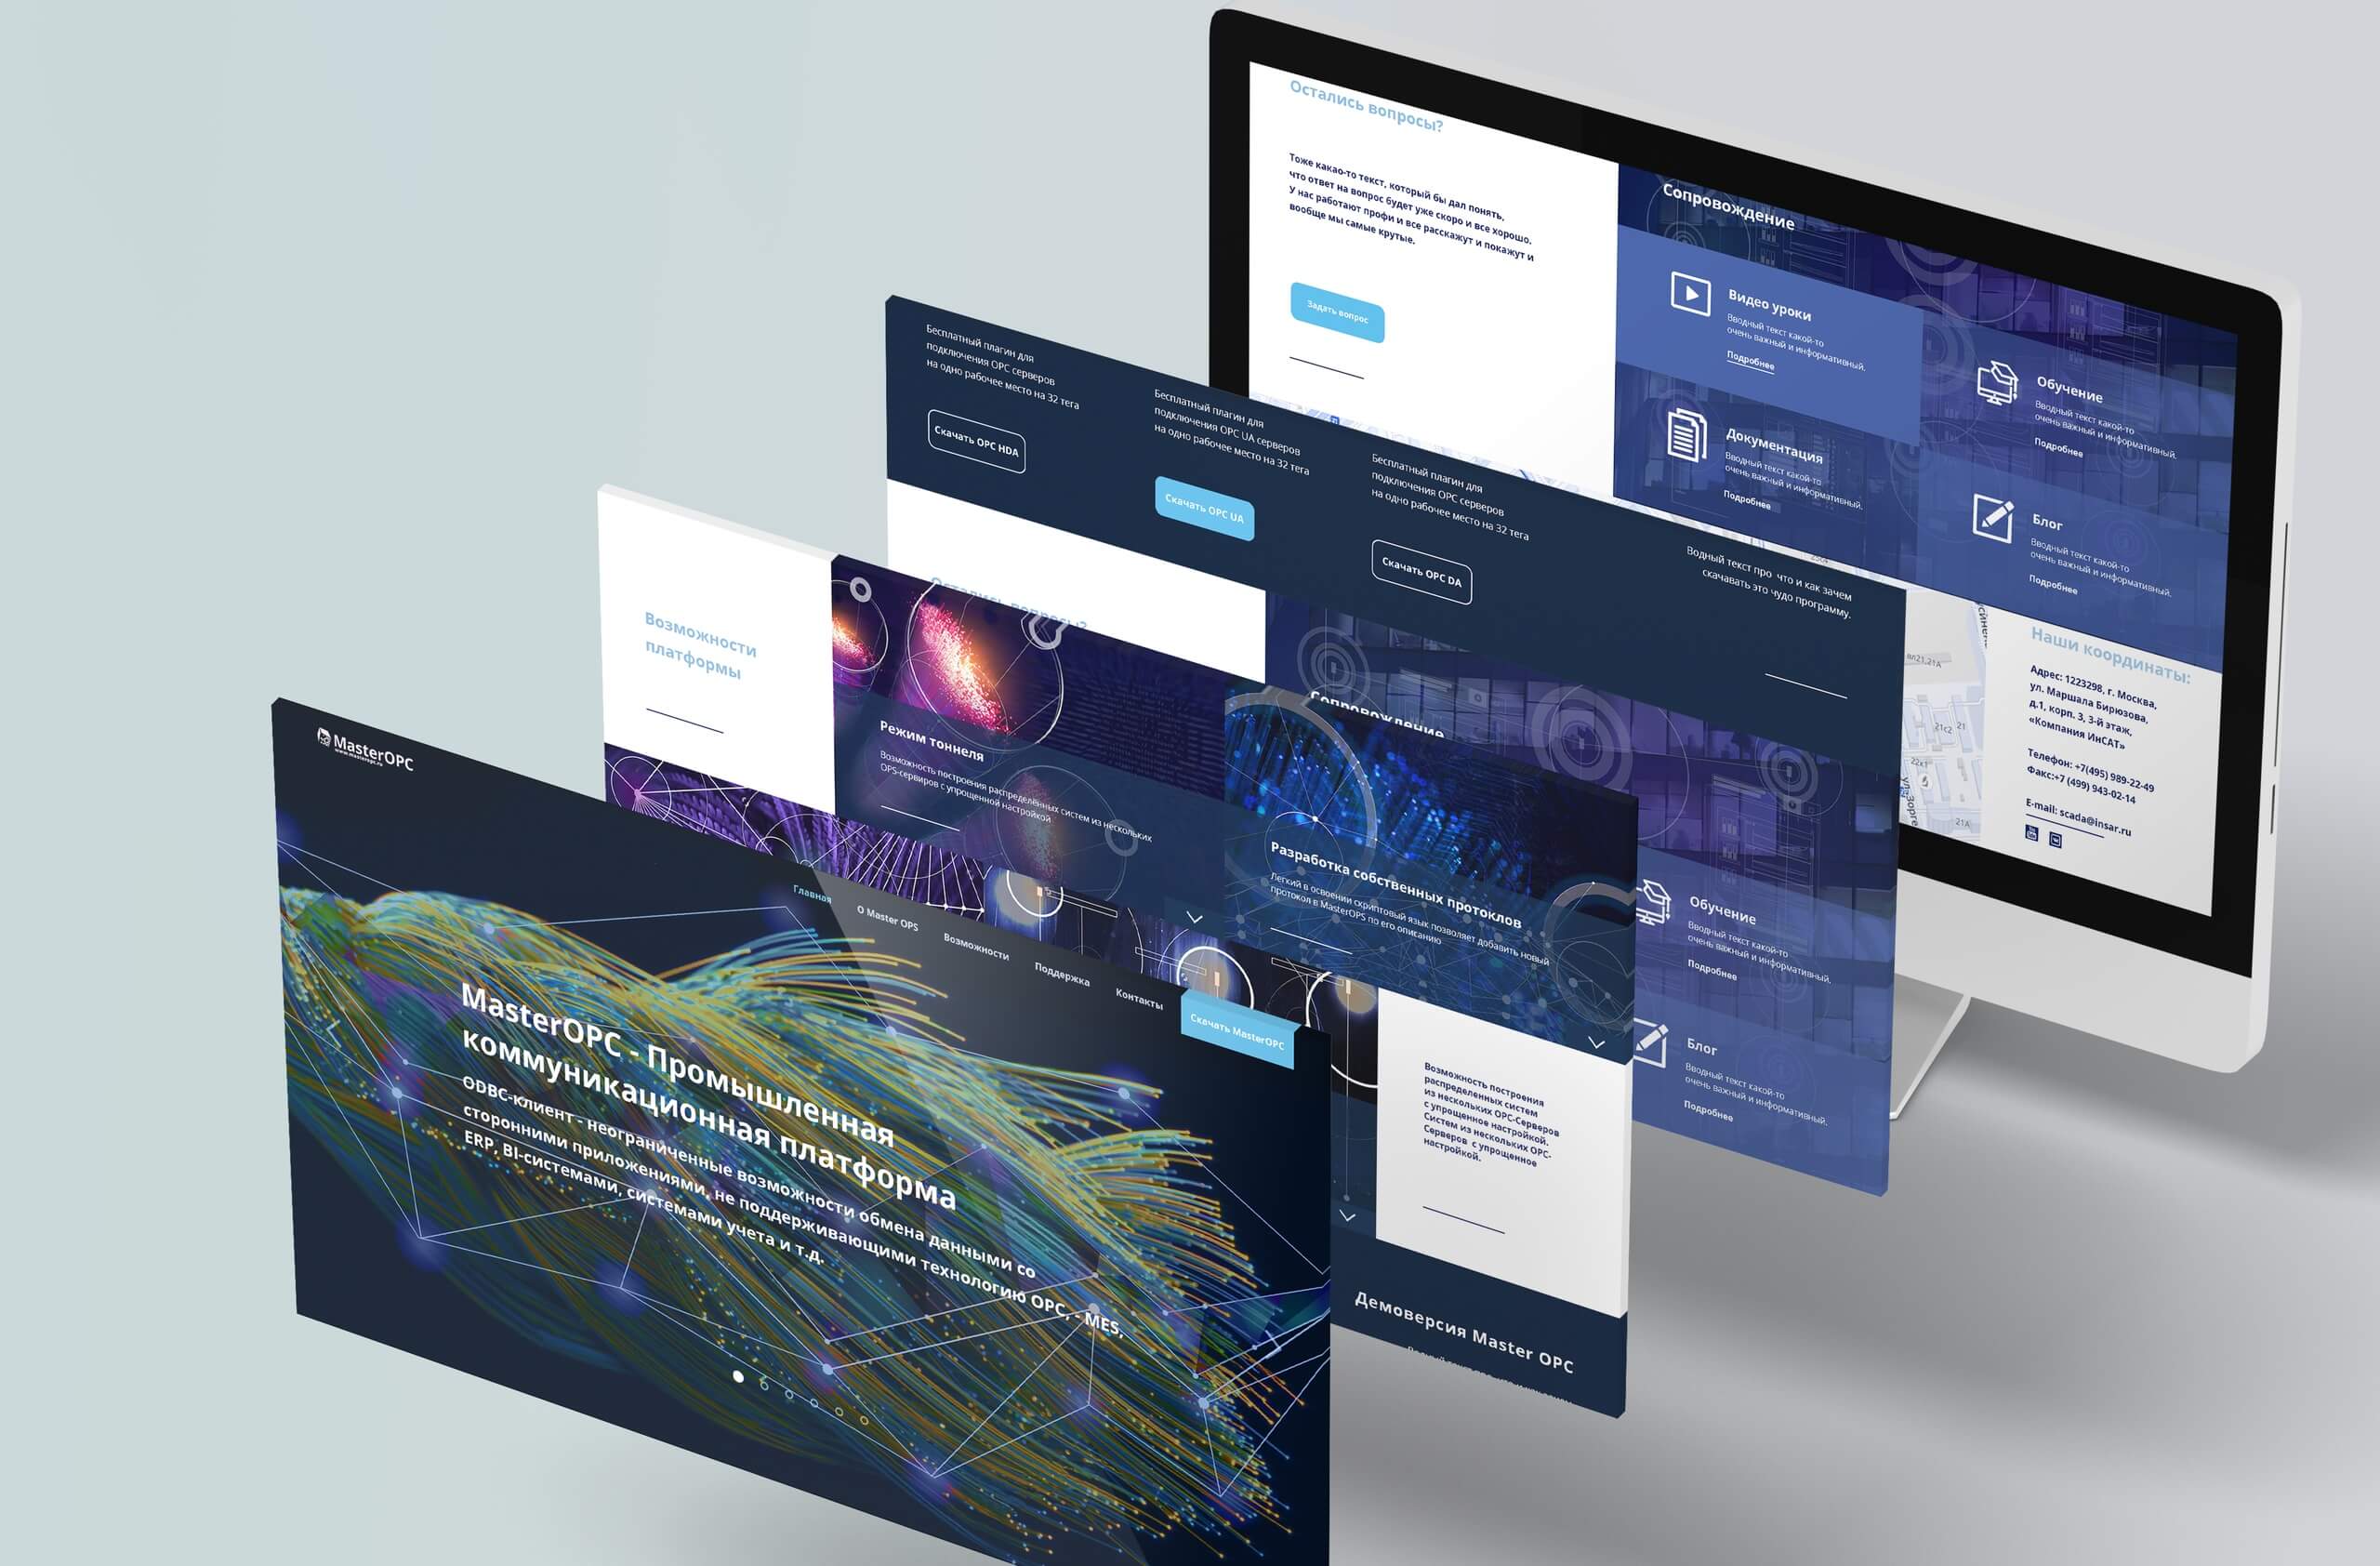 MasterOPC
www.masteropc.ru
Главная
О Master OPS
Возможности
Поддержка
Контакты
Скачать MasterOPC
MasterOPC - Промышленная
коммуникационная платформа
ODBC-клиент - неограниченные возможности обмена данными со
сторонними приложениями, не поддерживающими технологию OPC, - MES,
ERP, BI-системами, системами учета и т.д.
Возможности
платформы
Режим тоннеля
Возможность построения распределённых систем из нескольких
OPS-сервиров с упрощенной настройкой
Разработка собственных протоклов
Легкий в освоении скриптовый язык позволяет добавить новый
протокол в MasterOPS по его описанию
Возможность построения
распределенных систем
из нескольких OPC-Серверов
с упрощенное настройкой.
Систем из нескольких OPC-
Серверов с упрощенное
настройкой.
Демоверсия Master OPC
Бесплатный плагин для
подключения OPC серверов
на одно рабочее место на 32 тега
Скачать OPC HDA
Бесплатный плагин для
подключения OPC UA серверов
на одно рабочее место на 32 тега
Скачать OPC UA
Бесплатный плагин для
подключения OPC серверов
на одно рабочее место на 32 тега
Скачать OPC DA
Водный текст про что и как зачем
скачавать это чудо программу.
Остались вопросы?
Сопровождение
Обучение
Вводный текст какой-то
очень важный и информативный.
Подробнее
Блог
Вводный текст какой-то
очень важный и информативный.
Подробнее
Остались вопросы?
Тоже какао-то текст, который бы дал понять,
что ответ на вопрос будет уже скоро и все хорошо.
У нас работают профи и все расскажут и покажут и
вообще мы самые крутые.
Задать вопрос
Сопровождение
Видео уроки
Вводный текст какой-то
очень важный и информативный.
Подробнее
Обучение
Вводный текст какой-то
очень важный и информативный.
Подробнее
Документация
Вводный текст какой-то
очень важный и информативный.
Подробнее
Блог
Вводный текст какой-то
очень важный и информативный.
Подробнее
вл21,21А
21с2
21
22к1
21А
Наши координаты:
Адрес: 1223298, г. Москва,
ул. Маршала Бирюзова,
д.1, корп. 3, 3-й этаж,
«Компания ИнСАТ»
Телефон: +7(495) 989-22-49
Факс:+7 (499) 943-02-14
E-mail: scada@insar.ru